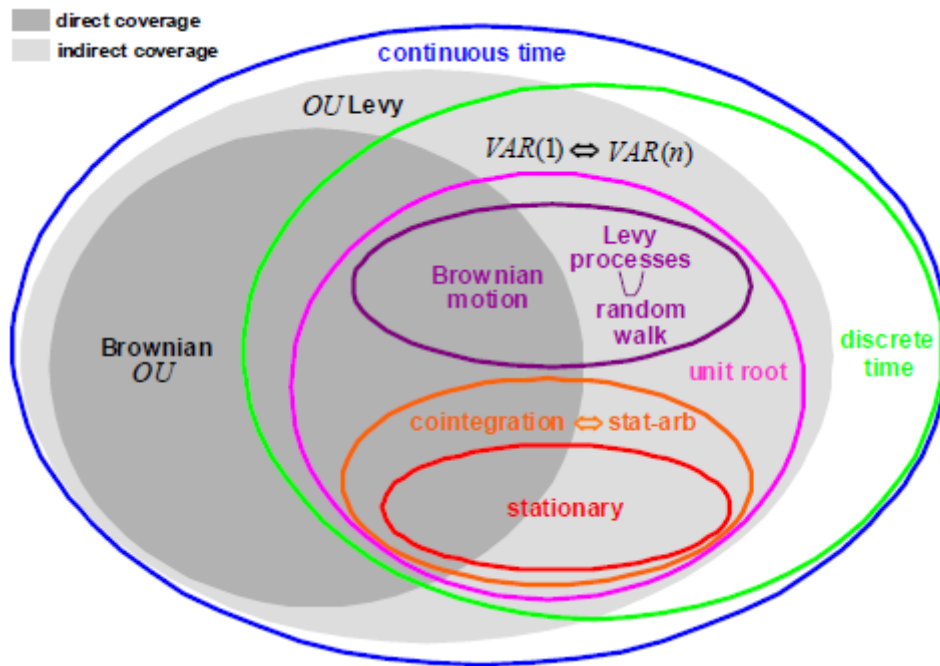 direct coverage
indirect coverage
continuous time
OU Levy
VAR(1) ⇔ VAR(n)
Levy
processes
Brownian
motion
random
walk
Brownian
OU
discrete
time
unit root
cointegration ⇔ stat-arb
stationary